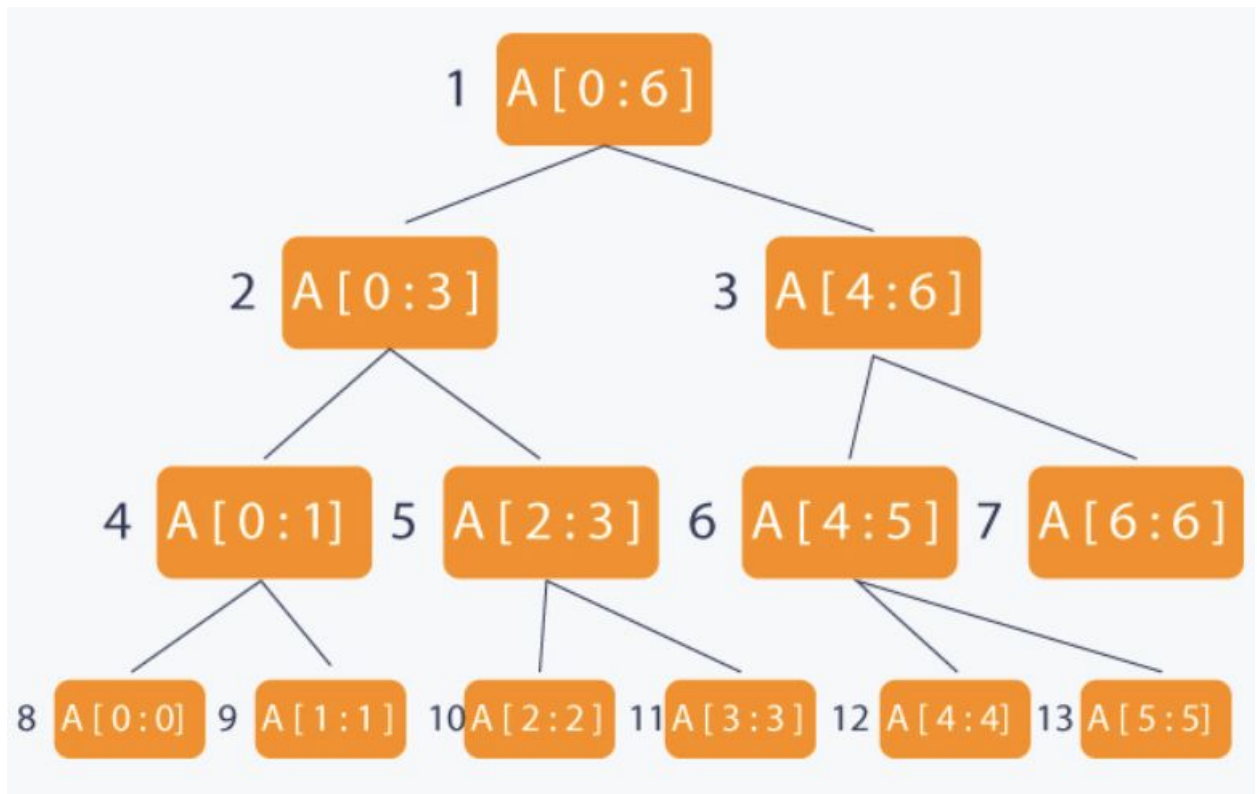 1 A [ 0 : 6 ]
2 A [ 0 : 3 ] 3 A [ 4 : 6 ]
4 A [ 0 : 1] 5 A [ 2 : 3 ] 6 A [ 4 : 5 ] 7 A [ 6 : 6 ]
8 A [ 0 : 0] 9 A [ 1 : 1 ] 10 A [ 2 : 2 ] 11 A [ 3 : 3 ] 12 A [ 4 : 4] 13 A [ 5 : 5]